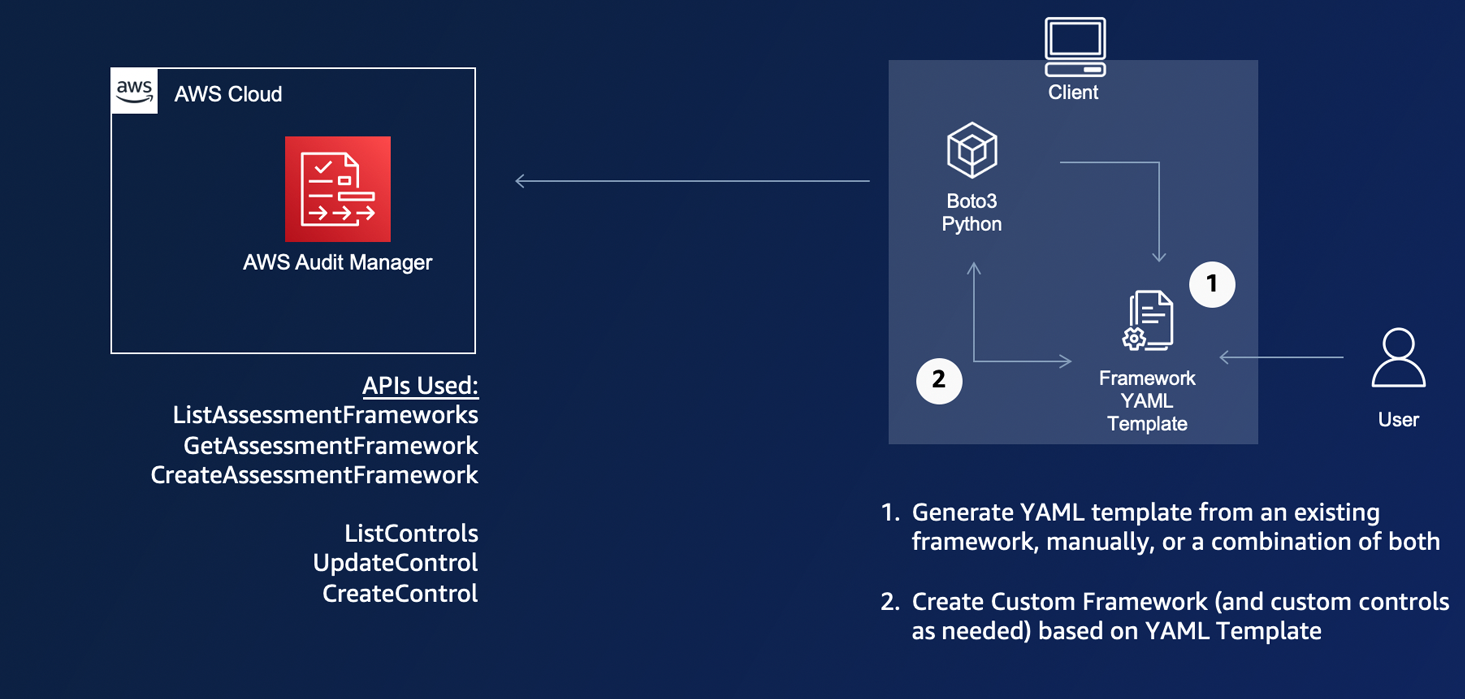 aws
AWS Cloud
AWS Audit Manager
APIs Used:
ListAssessmentFrameworks
GetAssessmentFramework
CreateAssessmentFramework
ListControls
UpdateControl
CreateControl
Client
Boto3
Python
1
2
Framework
YAML
Template
User
1. Generate YAML template from an existing
framework, manually, or a combination of both
2. Create Custom Framework (and custom controls
as needed) based on YAML Template